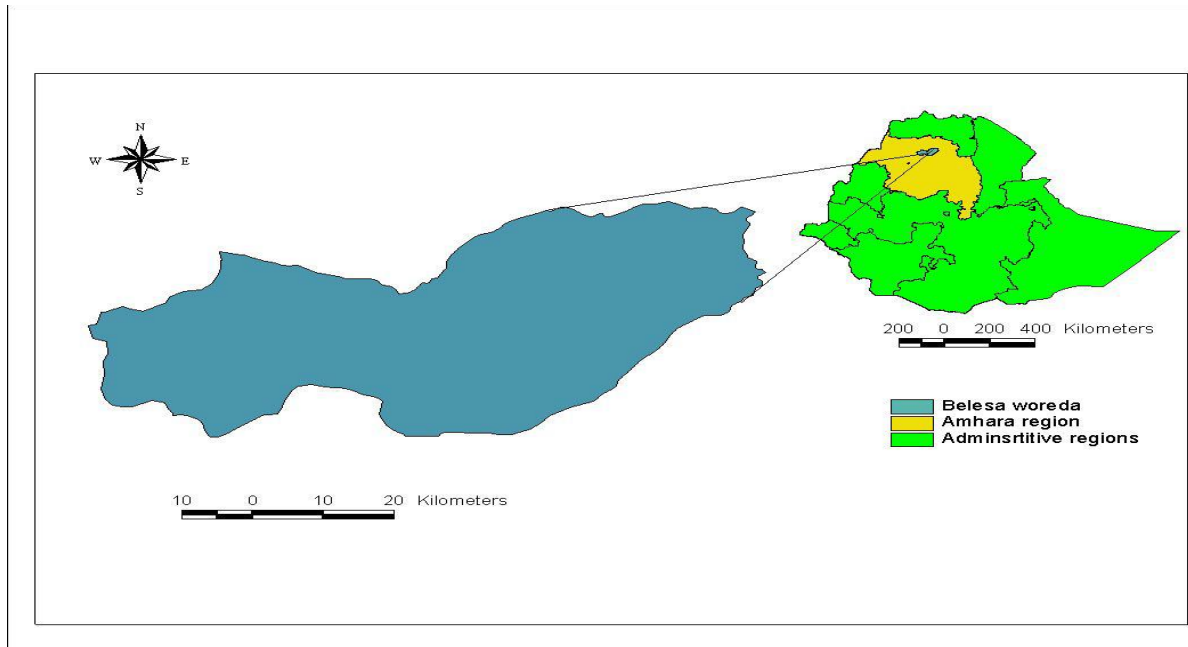 N
W E
S
200 0 200 400 Kilometers
Belesa woreda
Amhara region
Adminsrtitive regions
10 0 10 20 Kilometers